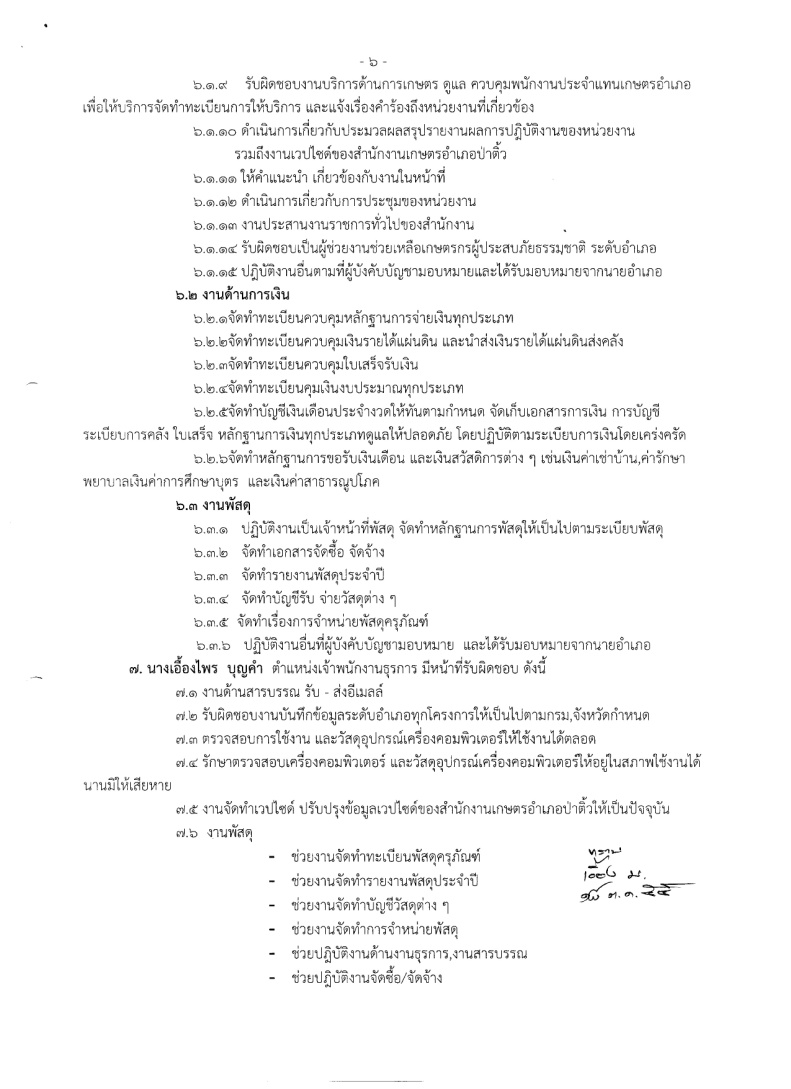 - ๖ -
๖.๑.๙ รับผิดชอบงานบริการด้านการเกษตร ดูแล ควบคุมพนักงานประจำแทนเกษตรอำเภอ
เพื่อให้บริการจัดทำทะเบียนการให้บริการ และแจ้งเรื่องคำร้องถึงหน่วยงานที่เกี่ยวข้อง
๖.๑.๑๐ ดำเนินการเกี่ยวกับประมวลผลสรุปรายงานผลการปฏิบัติงานของหน่วยงาน
รวมถึงงานเวปไซด์ของสำนักงานเกษตรอำเภอป่าติ้ว
๖.๑.๑๑ ให้คำแนะนำ เกี่ยวข้องกับงานในหน้าที่
๖.๑.๑๒ ดำเนินการเกี่ยวกับการประชุมของหน่วยงาน
๖.๑.๑๓ งานประสานงานราชการทั่วไปของสำนักงาน
๖.๑.๑๔ รับผิดชอบเป็นผู้ช่วยงานช่วยเหลือเกษตรกรผู้ประสบภัยธรรมชาติ ระดับอำเภอ
๖.๑.๑๕ ปฏิบัติงานอื่นตามที่ผู้บังคับบัญชามอบหมายและได้รับมอบหมายจากนายอำเภอ
๖.๒ งานด้านการเงิน
๖.๒.๑จัดทำทะเบียนควบคุมหลักฐานการจ่ายเงินทุกประเภท
๖.๒.๒จัดทำทะเบียนควบคุมเงินรายได้แผ่นดิน และนำส่งเงินรายได้แผ่นดินส่งคลัง
๖.๒.๓จัดทำทะเบียนควบคุมใบเสร็จรับเงิน
๖.๒.๔จัดทำทะเบียนคุมเงินงบประมาณทุกประเภท
๖.๒.๕จัดทำบัญชีเงินเดือนประจำงวดให้ทันตามกำหนด จัดเก็บเอกสารการเงิน การบัญชี
ระเบียบการคลัง ใบเสร็จ หลักฐานการเงินทุกประเภทดูแลให้ปลอดภัย โดยปฏิบัติตามระเบียบการเงินโดยเคร่งครัด
๖.๒.๖จัดทำหลักฐานการขอรับเงินเดือน และเงินสวัสดิการต่าง ๆ เช่นเงินค่าเช่าบ้าน,ค่ารักษา
พยาบาลเงินค่าการศึกษาบุตร และเงินค่าสาธารณูปโภค
๖.๓ งานพัสดุ
๖.๓.๑ ปฏิบัติงานเป็นเจ้าหน้าที่พัสดุ จัดทำหลักฐานการพัสดุให้เป็นไปตามระเบียบพัสดุ
๖.๓.๒ จัดทำเอกสารจัดซื้อ จัดจ้าง
๖.๓.๓ จัดทำรายงานพัสดุประจำปี
๖.๓.๔ จัดทำบัญชีรับ จ่ายวัสดุต่าง ๆ
๖.๓.๕ จัดทำเรื่องการจำหน่ายพัสดุครุภัณฑ์
๖.๓.๖ ปฏิบัติงานอื่นที่ผู้บังคับบัญชามอบหมาย และได้รับมอบหมายจากนายอำเภอ
๗. นางเอื้องไพร บุญคำ ตำแหน่งเจ้าพนักงานธุรการ มีหน้าที่รับผิดชอบ ดังนี้
๗.๑ งานด้านสารบรรณ รับ - ส่งอีเมลล์
๗.๒ รับผิดชอบงานบันทึกข้อมูลระดับอำเภอทุกโครงการให้เป็นไปตามกรม,จังหวัดกำหนด
๗.๓ ตรวจสอบการใช้งาน และวัสดุอุปกรณ์เครื่องคอมพิวเตอร์ให้ใช้งานได้ตลอด
๗.๔ รักษาตรวจสอบเครื่องคอมพิวเตอร์ และวัสดุอุปกรณ์เครื่องคอมพิวเตอร์ให้อยู่ในสภาพใช้งานได้
นานมิให้เสียหาย
๗.๕ งานจัดทำเวปไซด์ ปรับปรุงข้อมูลเวปไซด์ของสำนักงานเกษตรอำเภอป่าติ้วให้เป็นปัจจุบัน
๗.๖ งานพัสดุ
- ช่วยงานจัดทำทะเบียนพัสดุครุภัณฑ์
ทราบ
- ช่วยงานจัดทำรายงานพัสดุประจำปี
- ช่วยงานจัดทำบัญชีวัสดุต่าง ๆ
- ช่วยงานจัดทำการจำหน่ายพัสดุ
- ช่วยปฏิบัติงานด้านงานธุรการ,งานสารบรรณ
- ช่วยปฏิบัติงานจัดซื้อ/จัดจ้าง